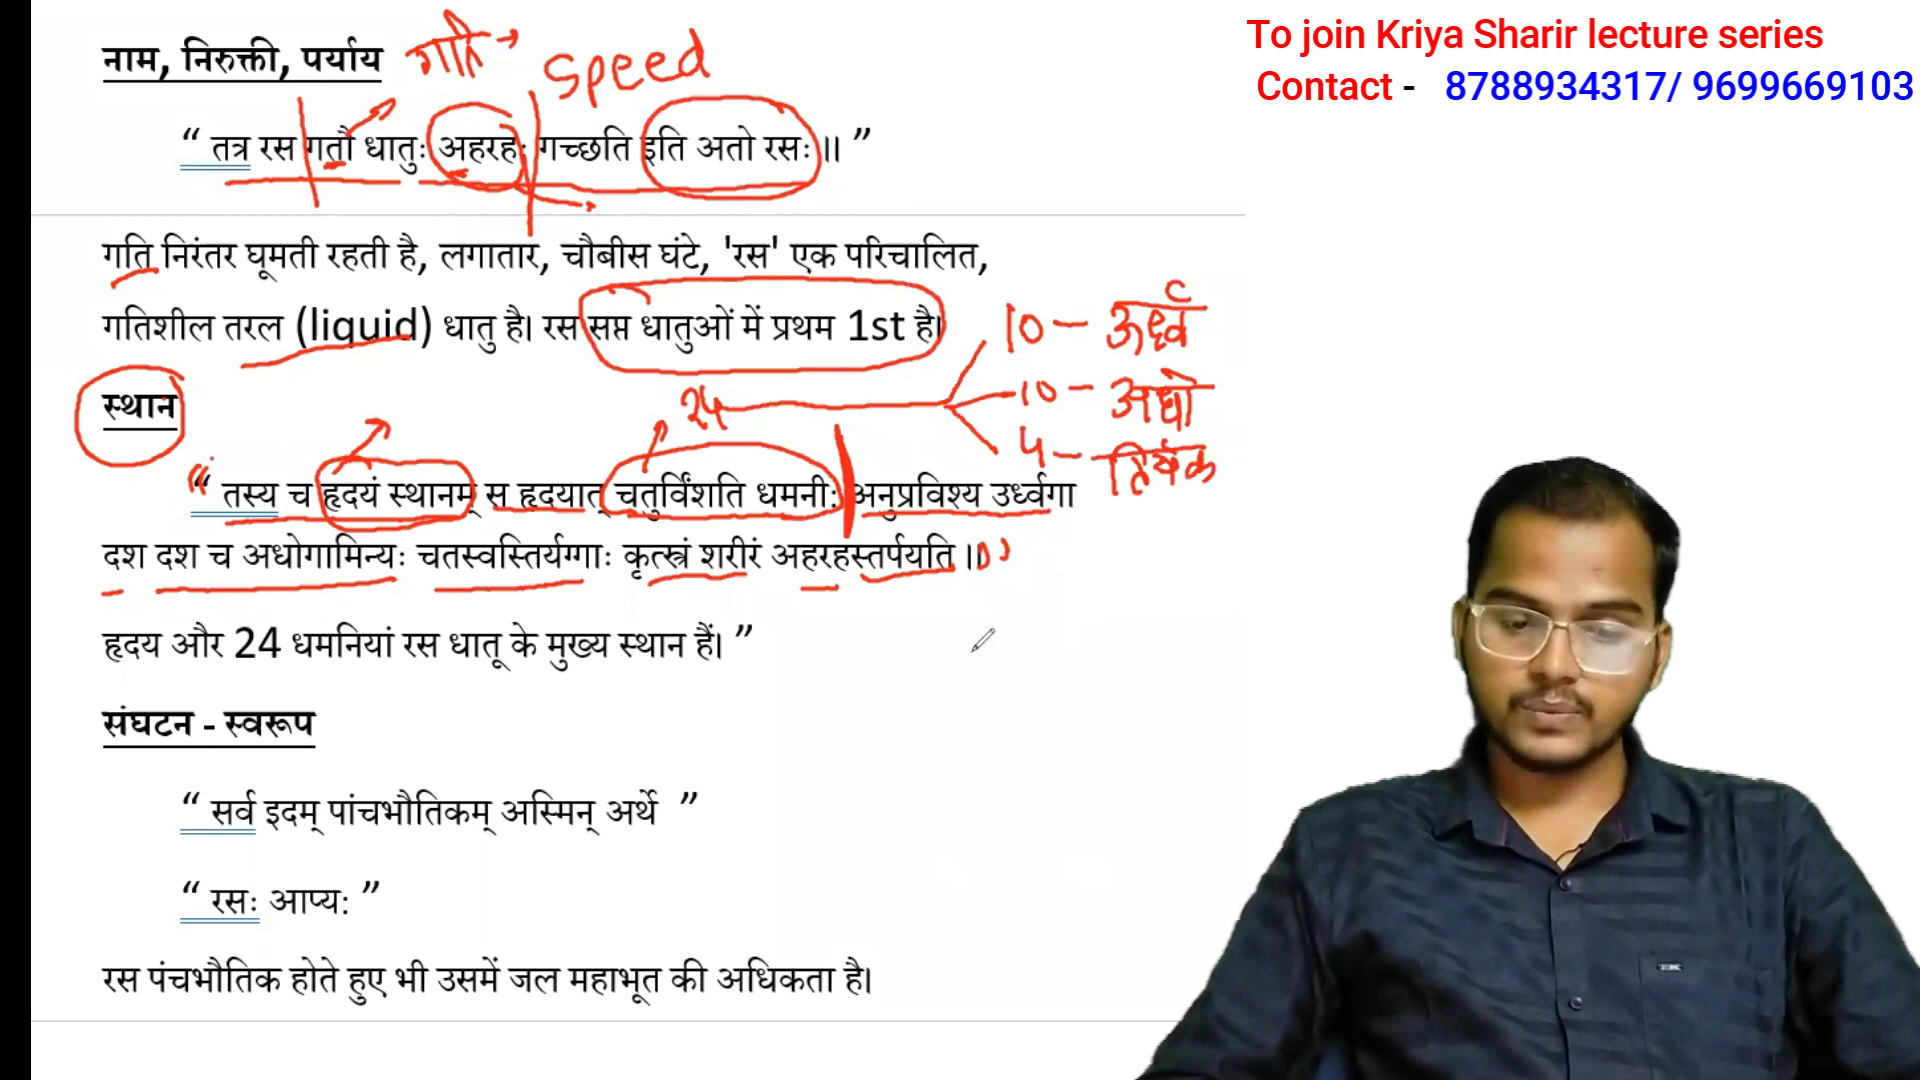 To join Kriya Sharir lecture series
Contact - 8788934317/ 9699669103
नाम, निरुक्ती, पर्याय गति
speed
“ तत्र रस गतौ धातुः अहरहः गच्छति इति अतो रसः ॥ ”
गति निरंतर घूमती रहती है, लगातार, चौबीस घंटे, 'रस' एक परिचालित,
गतिशील तरल (liquid) धातु है। रस सप्त धातुओं में प्रथम 1st है।
10 – ऊर्ध्व
स्थान
24
10 – अधो
4 – तिर्यक
“ तस्य च हृदयं स्थानम् स हृदयात् चतुर्विंशति धमनीः अनुप्रविश्य उर्ध्वगा
दश दश च अधोगामिन्यः चतस्वस्तिर्यग्गाः कृत्स्त्रं शरीरं अहरहस्तर्पयति ॥
हृदय और 24 धमनियां रस धातू के मुख्य स्थान हैं। ”
संघटन - स्वरूप
“ सर्व इदम् पांचभौतिकम् अस्मिन् अर्थे ”
“ रसः आप्य: ”
रस पंचभौतिक होते हुए भी उसमें जल महाभूत की अधिकता है।